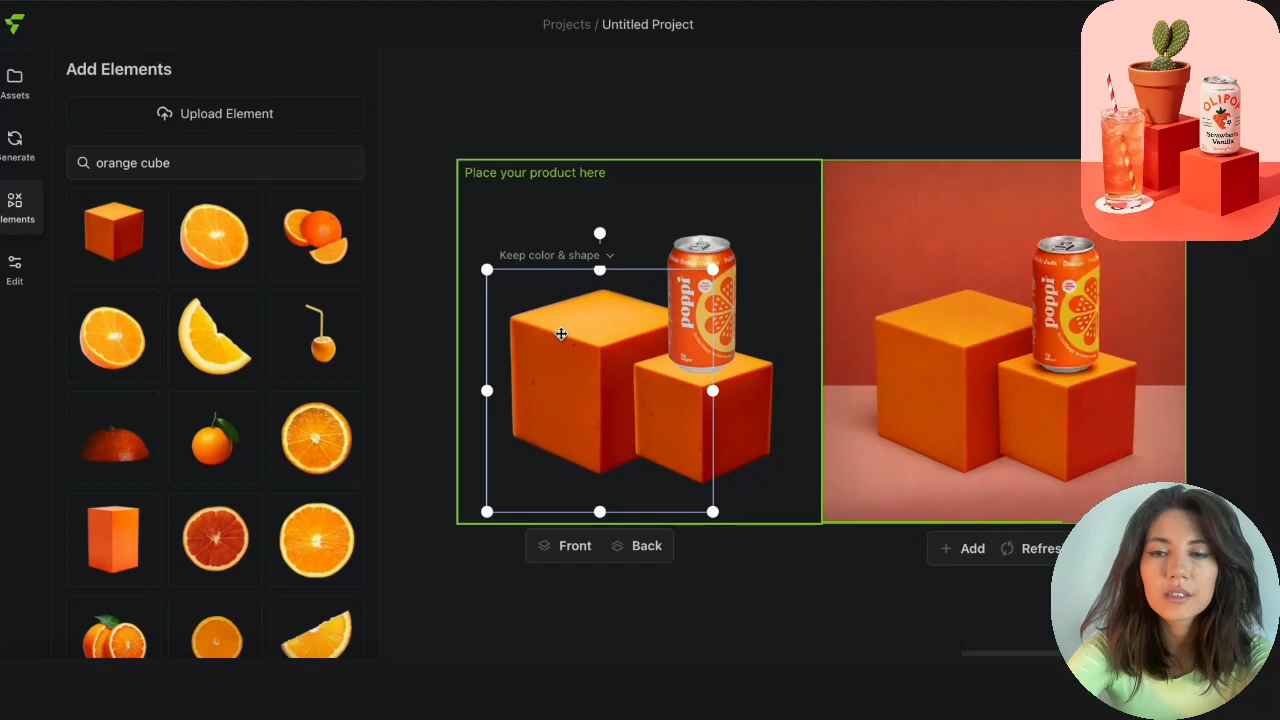 Projects / Untitled Project
Assets
Generate
Elements
Edit
Add Elements
Upload Element
orange cube
Place your product here
Keep color & shape
poppi
Front
Back
poppi
Add
Refres
OLIPOP
Strawberry
Vanilla